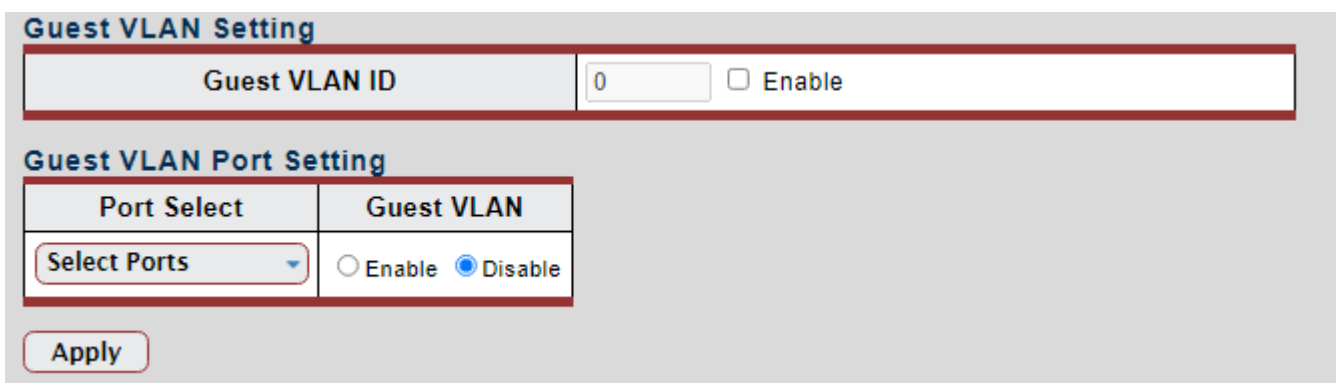 Guest VLAN Setting
Guest VLAN ID 0 Enable
Guest VLAN Port Setting
Port Select Guest VLAN
Select Ports Enable Disable
Apply